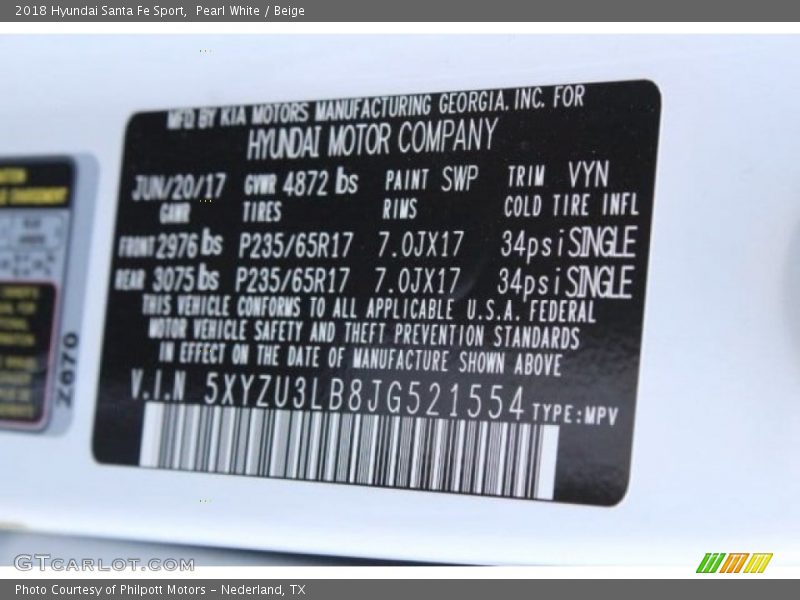 2018 Hyundai Santa Fe Sport,  Pearl White / Beige
MFD BY KIA MOTORS MANUFACTURING GEORGIA, INC. FOR
HYUNDAI MOTOR COMPANY
JUN/20/17 GVWR 4872 lbs PAINT SWP TRIM VYN
GAWR TIRES RIMS COLD TIRE INFL
FRONT 2976 lbs P235/65R17 7.0JX17 34psi SINGLE
REAR 3075 lbs P235/65R17 7.0JX17 34psi SINGLE
THIS VEHICLE CONFORMS TO ALL APPLICABLE U.S.A. FEDERAL
MOTOR VEHICLE SAFETY AND THEFT PREVENTION STANDARDS
IN EFFECT ON THE DATE OF MANUFACTURE SHOWN ABOVE
V.I.N 5XYZU3LB8JG521554 TYPE:MPV
Z070
GTCARLOT.COM
Photo Courtesy of Philpott Motors - Nederland, TX